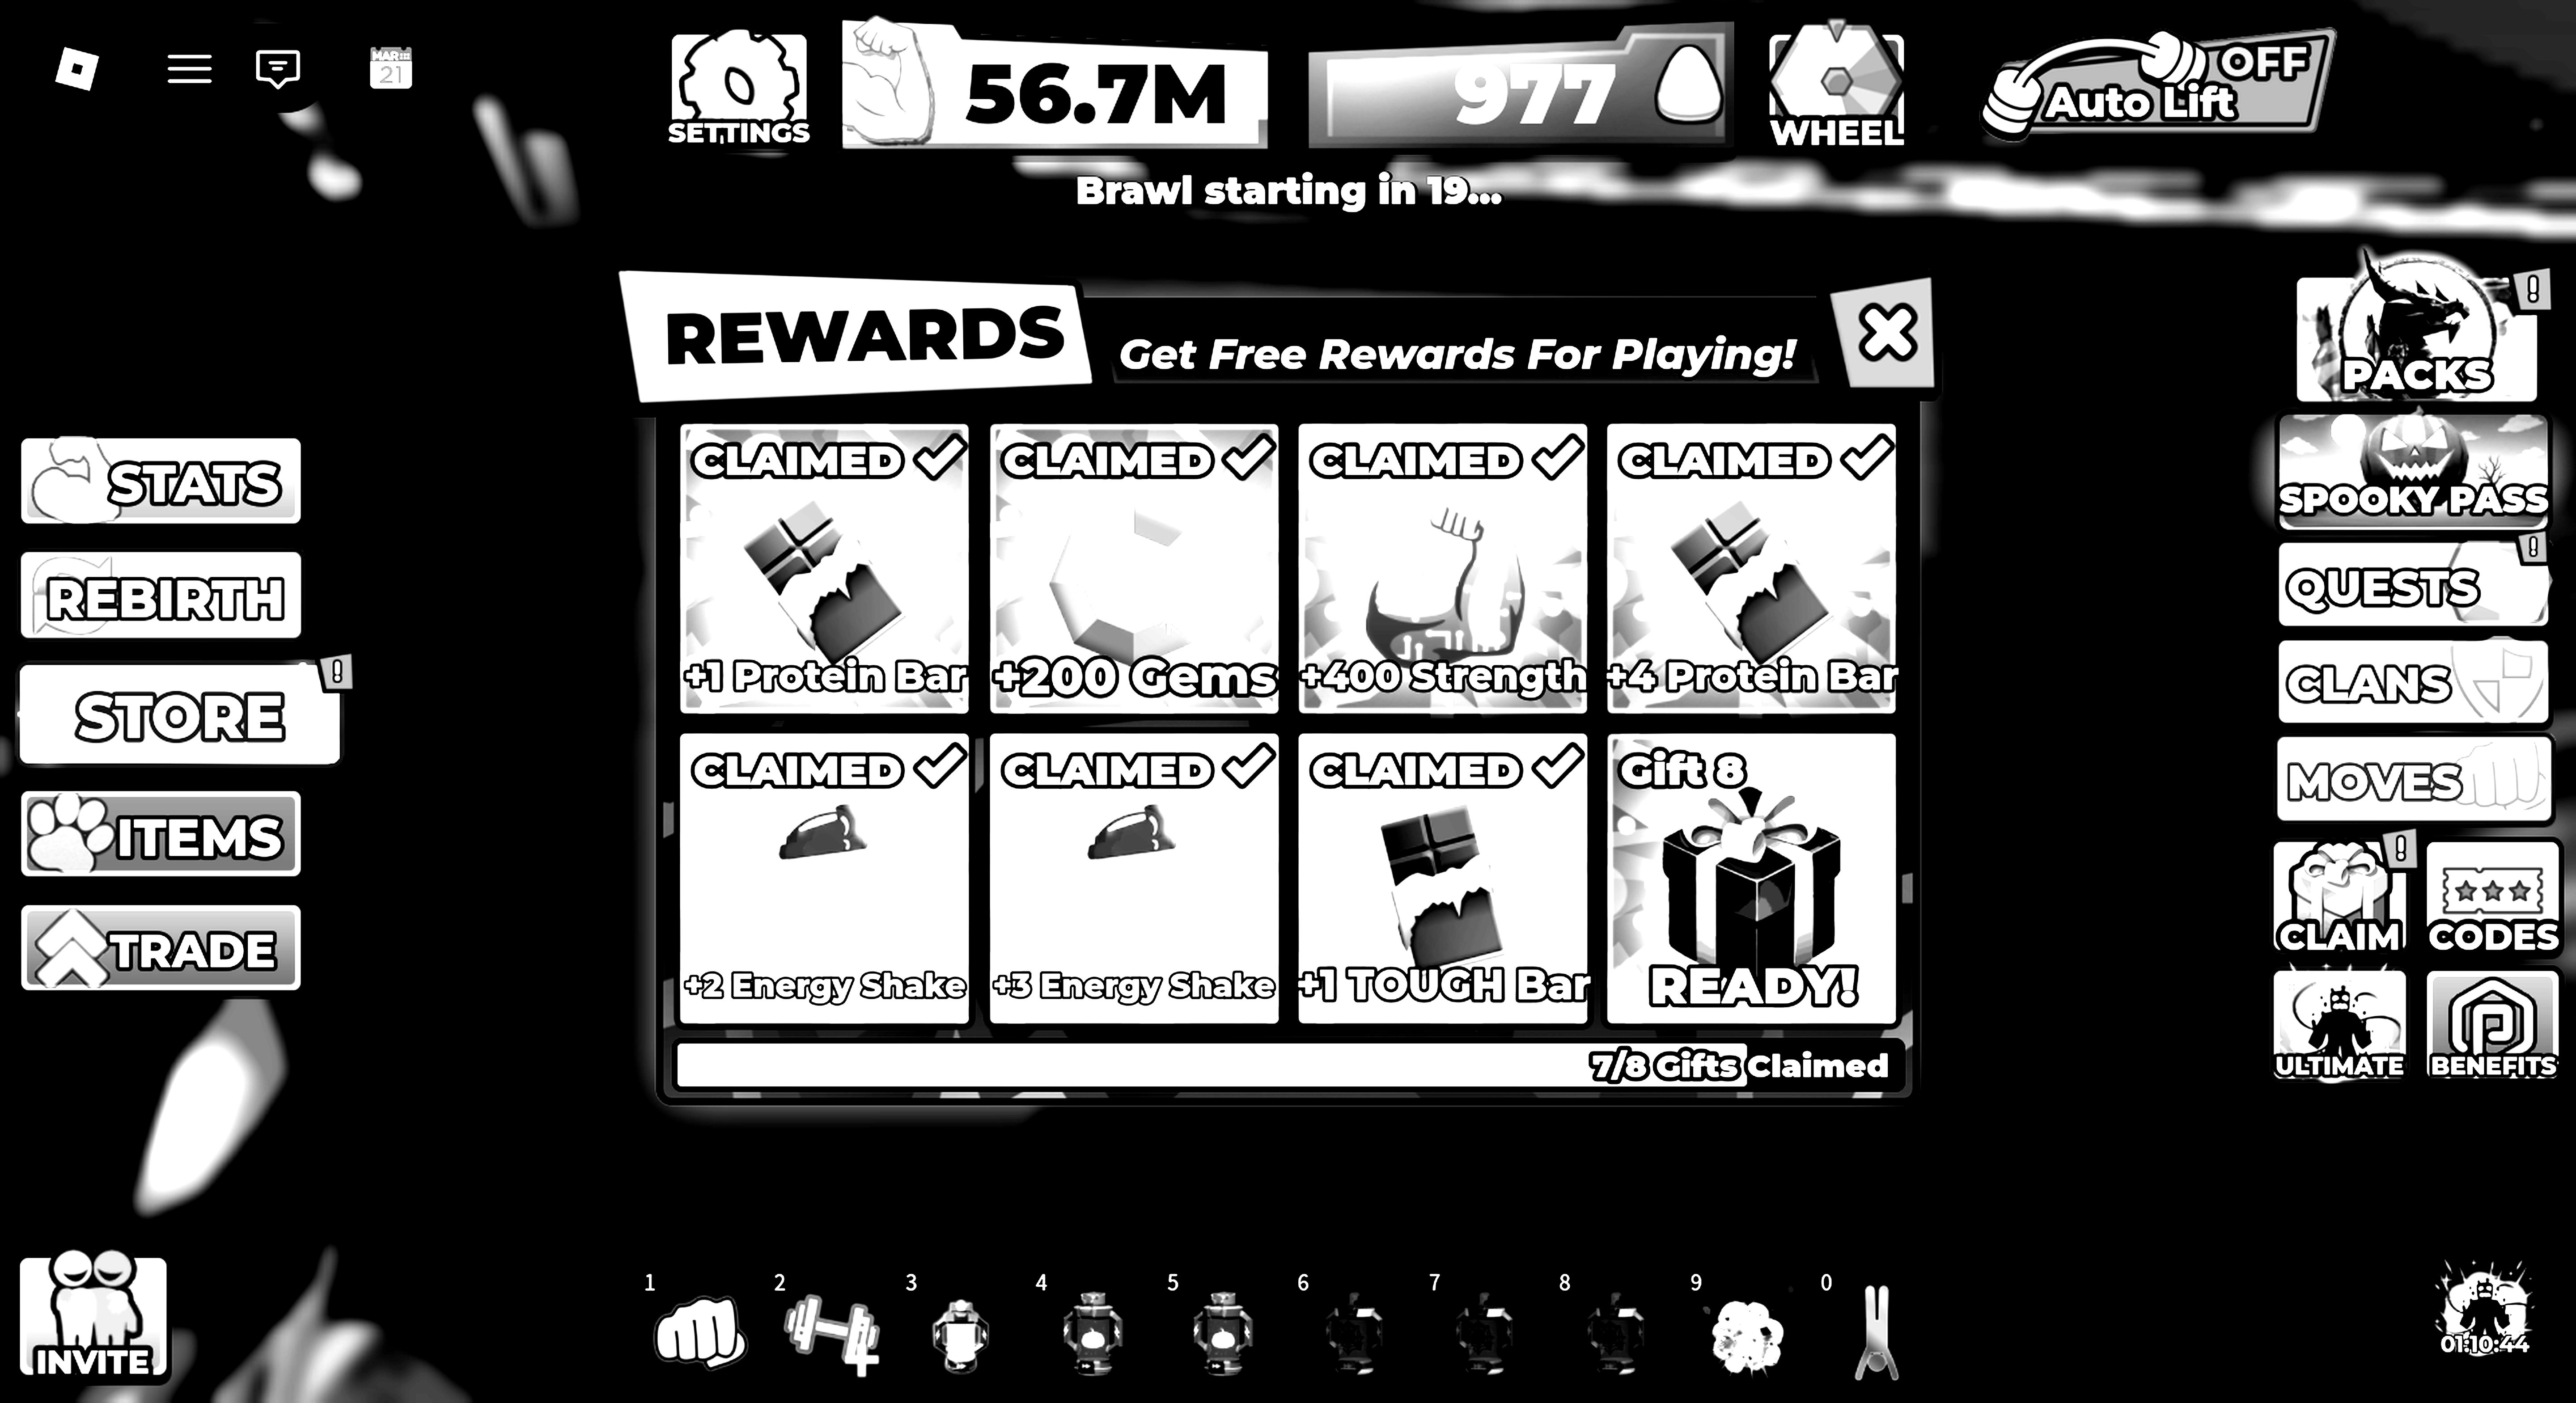 MAR
21
SETTINGS
56.7M
977
WHEEL
OFF
Auto Lift
Brawl starting in 19...
REWARDS
Get Free Rewards For Playing!
PACKS
!
STATS
REBIRTH
STORE
!
ITEMS
TRADE
CLAIMED
+1 Protein Bar
CLAIMED
+200 Gems
CLAIMED
+400 Strength
CLAIMED
+4 Protein Bar
CLAIMED
+2 Energy Shake
CLAIMED
+3 Energy Shake
CLAIMED
+1 TOUGH Bar
Gift 8
READY!
7/8 Gifts Claimed
SPOOKY PASS
QUESTS
!
CLANS
MOVES
CLAIM
!
CODES
ULTIMATE
BENEFITS
INVITE
1
2
3
4
5
6
7
8
9
0
01:10:44